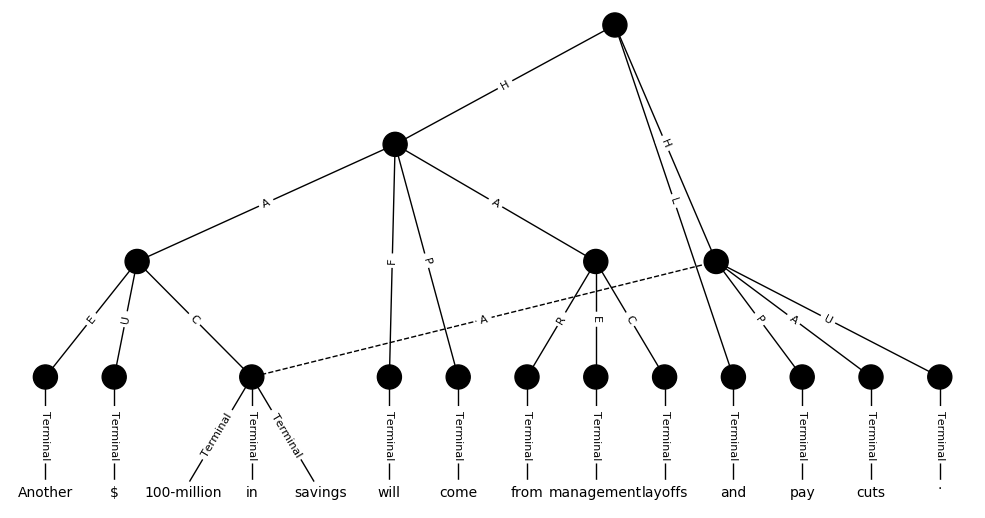 H
H
L
A
A
F
P
E
U
C
A
R
E
C
P
A
U
Terminal Terminal Terminal Terminal Terminal Terminal Terminal Terminal Terminal Terminal Terminal Terminal Terminal Terminal
Another $ 100-million in savings will come from management layoffs and pay cuts .